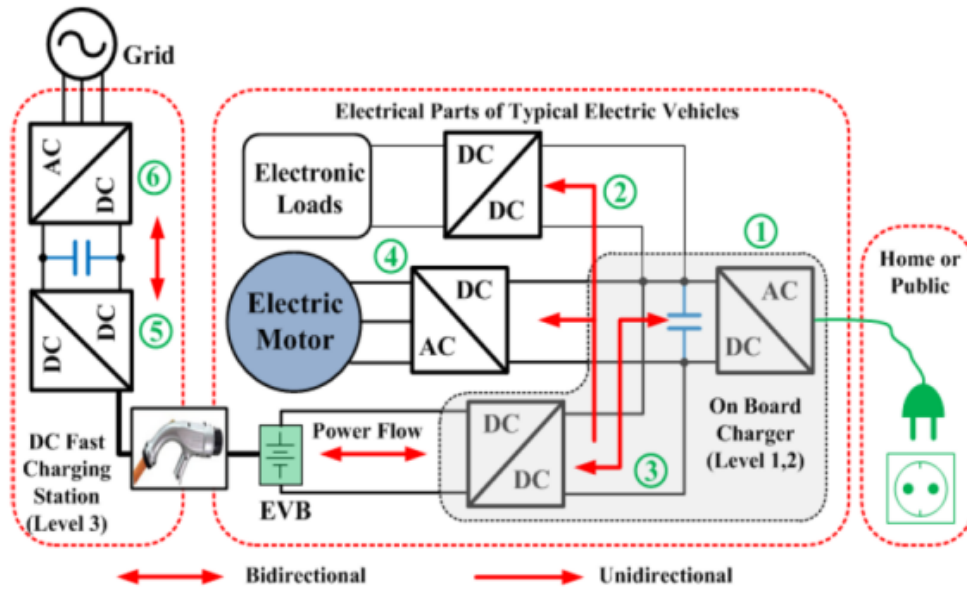 Grid
Electrical Parts of Typical Electric Vehicles
AC
DC
6
DC
DC
5
DC Fast
Charging
Station
(Level 3)
Electronic
Loads
DC
DC
2
1
4
Electric
Motor
DC
AC
AC
DC
Home or
Public
Power Flow
EVB
DC
DC
3
On Board
Charger
(Level 1,2)
Bidirectional
Unidirectional